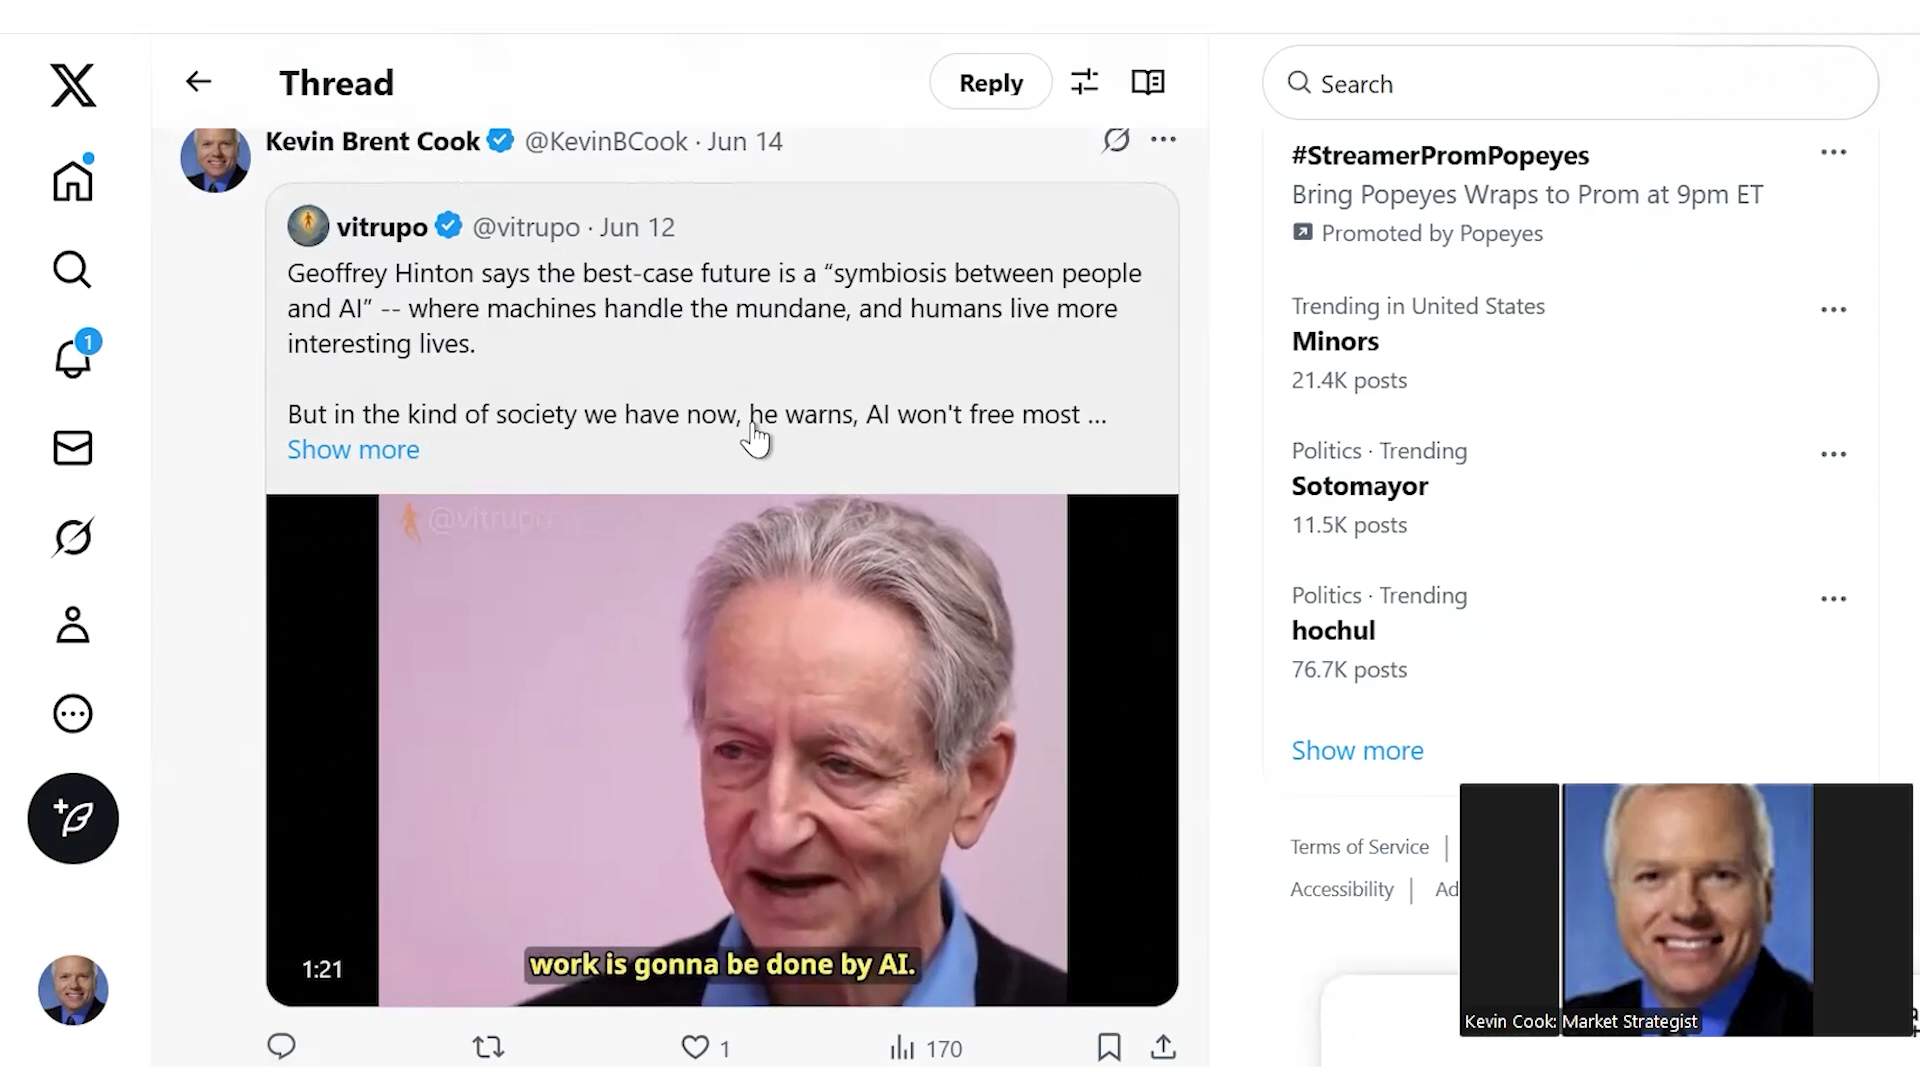 Thread
Reply
Search
Kevin Brent Cook @KevinBCook · Jun 14
vitrupo @vitrupo · Jun 12
Geoffrey Hinton says the best-case future is a “symbiosis between people
and AI” -- where machines handle the mundane, and humans live more
interesting lives.
But in the kind of society we have now, he warns, AI won't free most ...
Show more
@vitrupo
work is gonna be done by AI.
1:21
1
170
1
#StreamerPromPopeyes
Bring Popeyes Wraps to Prom at 9pm ET
Promoted by Popeyes
Trending in United States
Minors
21.4K posts
Politics · Trending
Sotomayor
11.5K posts
Politics · Trending
hochul
76.7K posts
Show more
Terms of Service |
Accessibility | Ad
Kevin Cook: Market Strategist